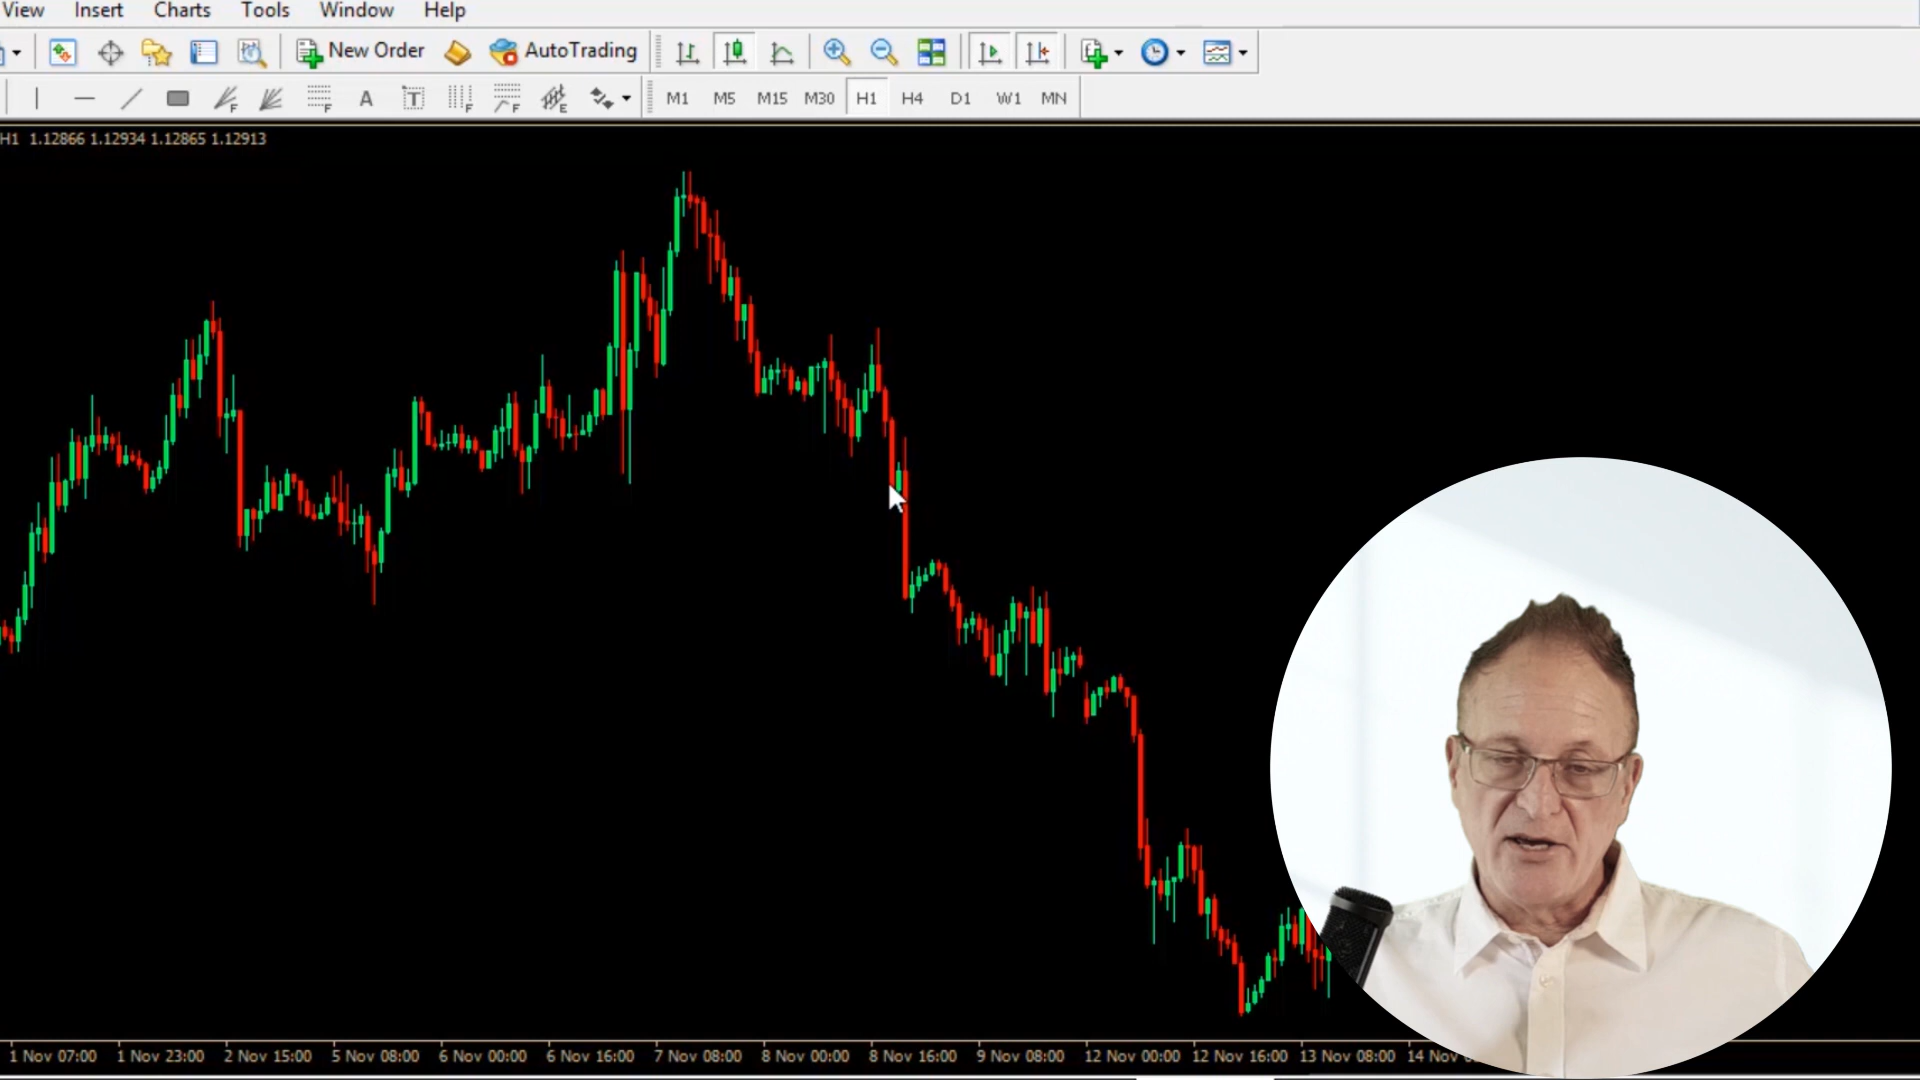 View Insert Charts Tools Window Help
New Order AutoTrading
F F F A T F F E M1 M5 M15 M30 H1 H4 D1 W1 MN
H1 1.12866 1.12934 1.12865 1.12913
1 Nov 07:00 1 Nov 23:00 2 Nov 15:00 5 Nov 08:00 6 Nov 00:00 6 Nov 16:00 7 Nov 08:00 8 Nov 00:00 8 Nov 16:00 9 Nov 08:00 12 Nov 00:00 12 Nov 16:00 13 Nov 08:00 14 Nov